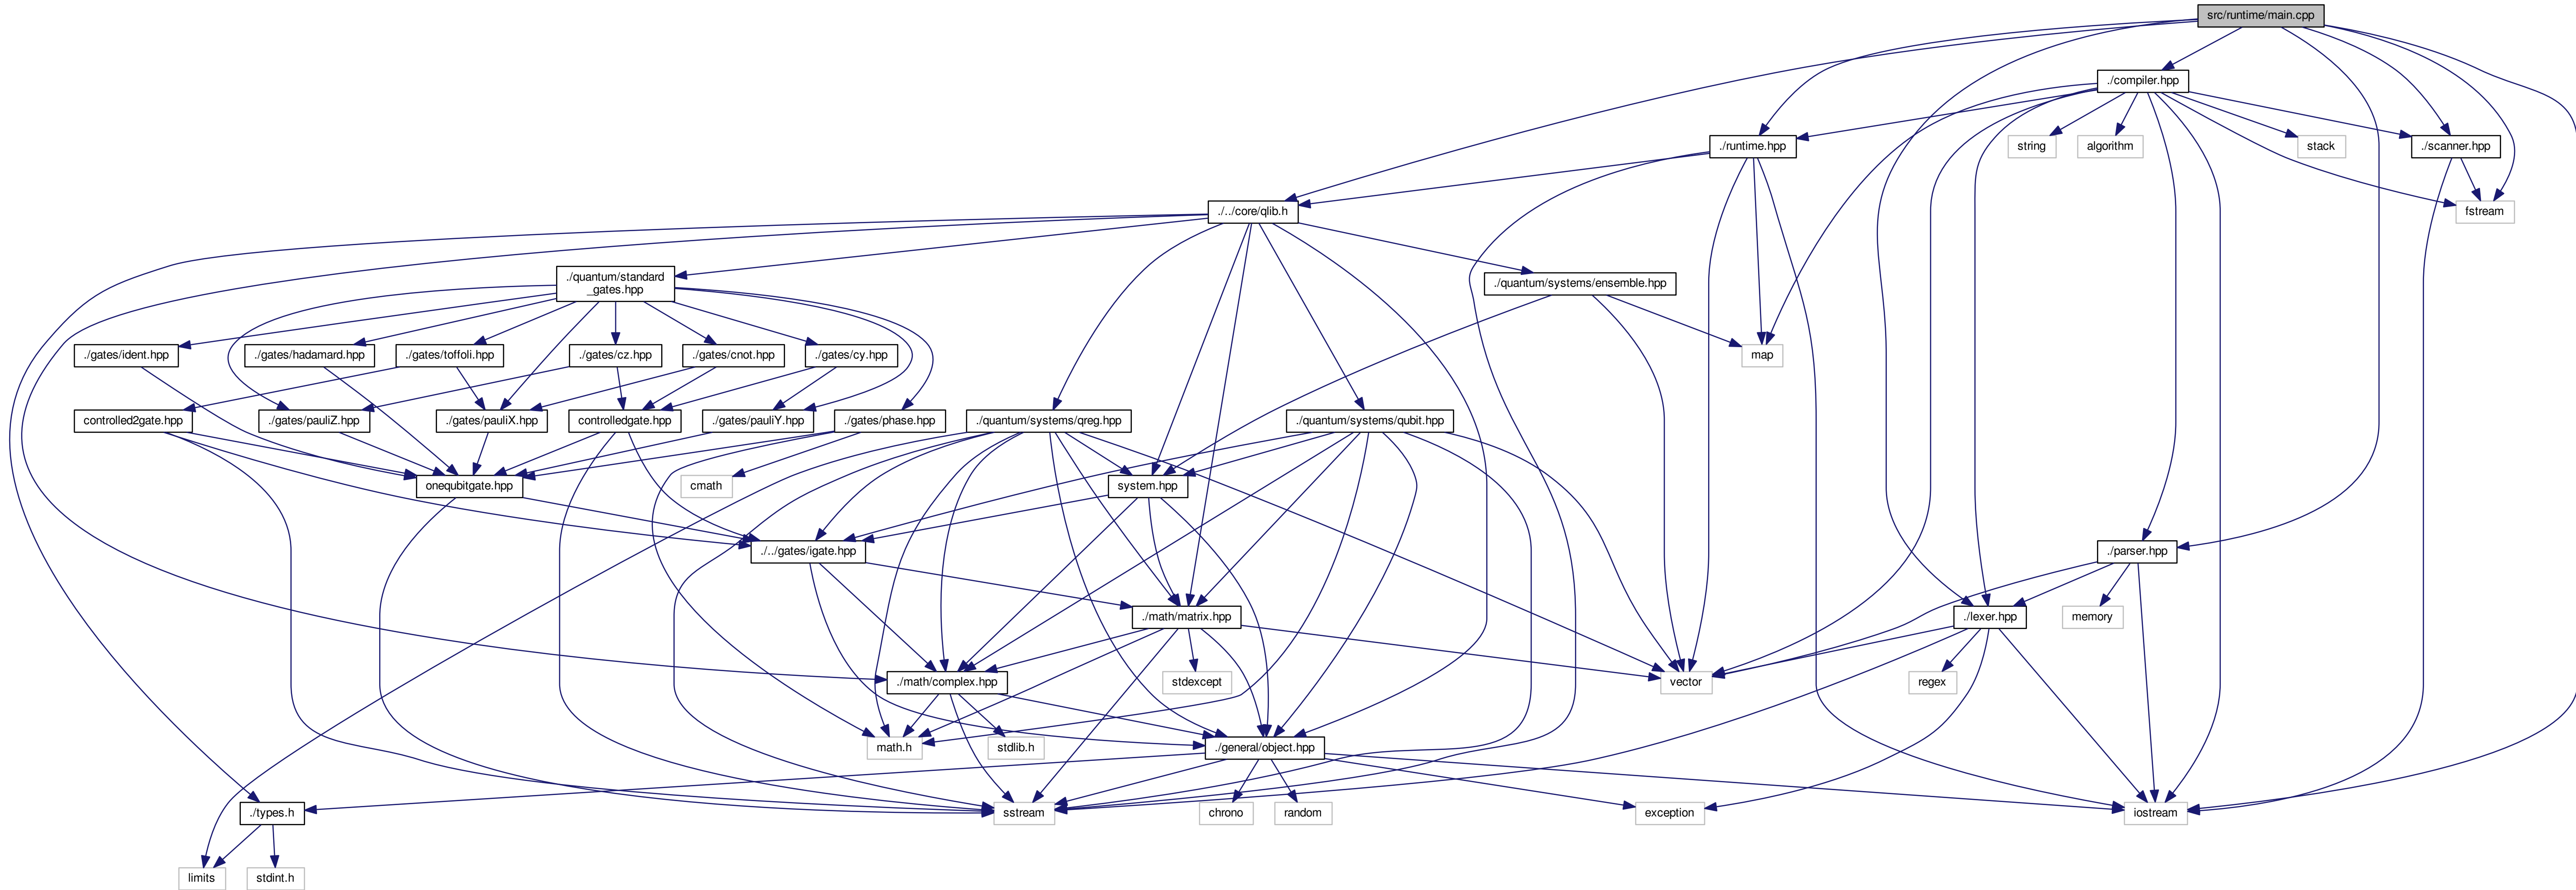 src/runtime/main.cpp
./compiler.hpp
./runtime.hpp
string
algorithm
stack
./scanner.hpp
./../core/qlib.h
fstream
./quantum/standard
_gates.hpp
./quantum/systems/ensemble.hpp
./gates/ident.hpp
./gates/hadamard.hpp
./gates/toffoli.hpp
./gates/cz.hpp
./gates/cnot.hpp
./gates/cy.hpp
map
controlled2gate.hpp
./gates/pauliZ.hpp
./gates/pauliX.hpp
controlledgate.hpp
./gates/pauliY.hpp
./gates/phase.hpp
./quantum/systems/qreg.hpp
./quantum/systems/qubit.hpp
onequbitgate.hpp
cmath
system.hpp
./../gates/igate.hpp
./parser.hpp
./math/matrix.hpp
./lexer.hpp
memory
./math/complex.hpp
stdexcept
vector
regex
math.h
stdlib.h
./general/object.hpp
./types.h
sstream
chrono
random
exception
iostream
limits
stdint.h